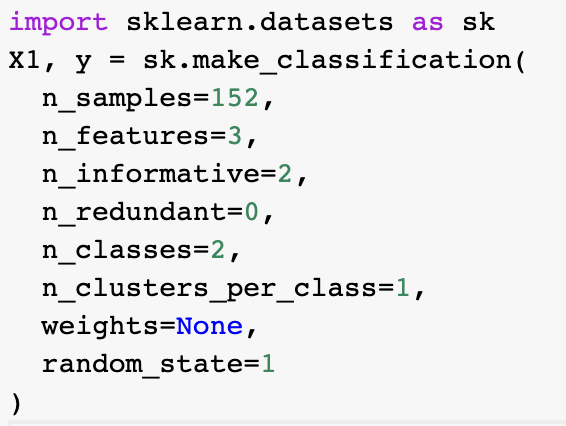 import sklearn.datasets as sk
X1, y = sk.make_classification(
  n_samples=152,
  n_features=3,
  n_informative=2,
  n_redundant=0,
  n_classes=2,
  n_clusters_per_class=1,
  weights=None,
  random_state=1
)